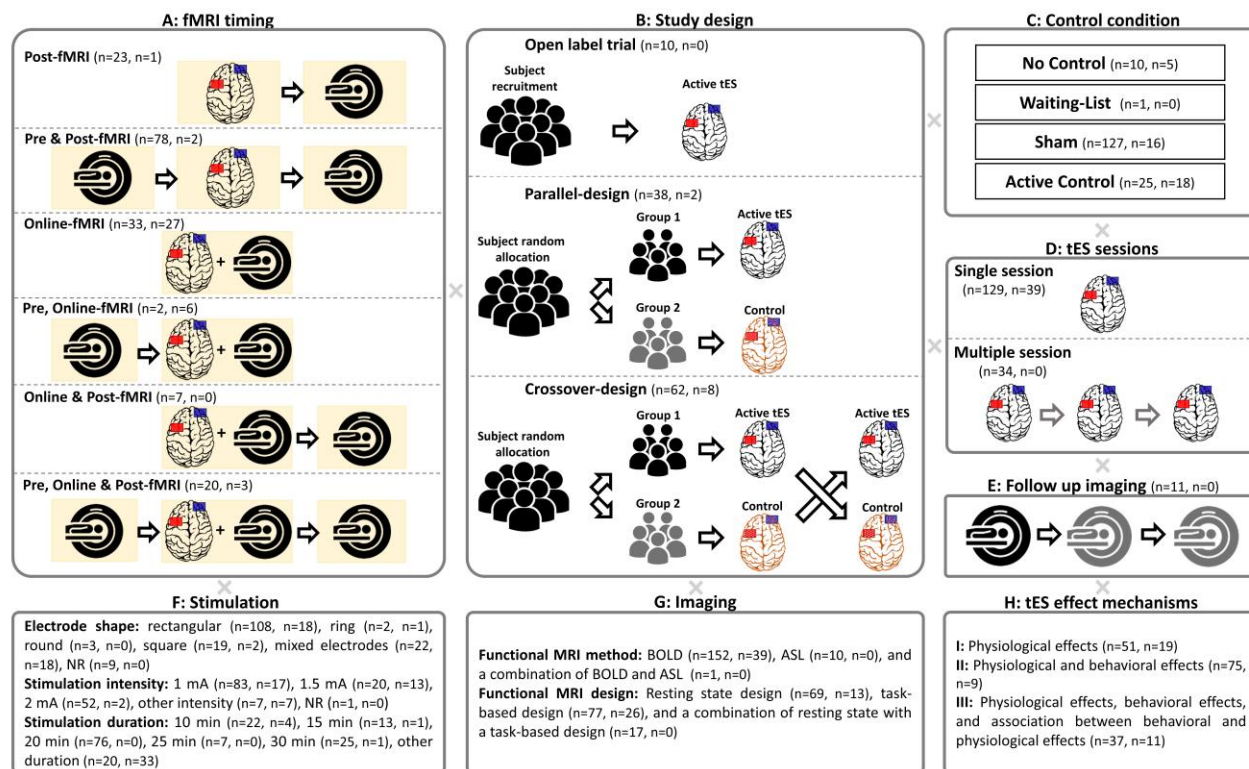 A: fMRI timing
Post-fMRI (n=23, n=1)
Pre & Post-fMRI (n=78, n=2)
Online-fMRI (n=33, n=27)
+
Pre, Online-fMRI (n=2, n=6)
+
Online & Post-fMRI (n=7, n=0)
+
Pre, Online & Post-fMRI (n=20, n=3)
+
B: Study design
Open label trial (n=10, n=0)
Subject
recruitment
Active tES
Parallel-design (n=38, n=2)
Group 1
Active tES
Subject random
allocation
Group 2
Control
Crossover-design (n=62, n=8)
Group 1
Active tES
Active tES
Subject random
allocation
Group 2
Control
Control
C: Control condition
No Control (n=10, n=5)
Waiting-List (n=1, n=0)
Sham (n=127, n=16)
Active Control (n=25, n=18)
D: tES sessions
Single session
(n=129, n=39)
Multiple session
(n=34, n=0)
E: Follow up imaging (n=11, n=0)
F: Stimulation
Electrode shape: rectangular (n=108, n=18), ring (n=2, n=1),
round (n=3, n=0), square (n=19, n=2), mixed electrodes (n=22,
n=18), NR (n=9, n=0)
Stimulation intensity: 1 mA (n=83, n=17), 1.5 mA (n=20, n=13),
2 mA (n=52, n=2), other intensity (n=7, n=7), NR (n=1, n=0)
Stimulation duration: 10 min (n=22, n=4), 15 min (n=13, n=1),
20 min (n=76, n=0), 25 min (n=7, n=0), 30 min (n=25, n=1), other
duration (n=20, n=33)
G: Imaging
Functional MRI method: BOLD (n=152, n=39), ASL (n=10, n=0), and
a combination of BOLD and ASL (n=1, n=0)
Functional MRI design: Resting state design (n=69, n=13), task-
based design (n=77, n=26), and a combination of resting state with
a task-based design (n=17, n=0)
H: tES effect mechanisms
I: Physiological effects (n=51, n=19)
II: Physiological and behavioral effects (n=75,
n=9)
III: Physiological effects, behavioral effects,
and association between behavioral and
physiological effects (n=37, n=11)